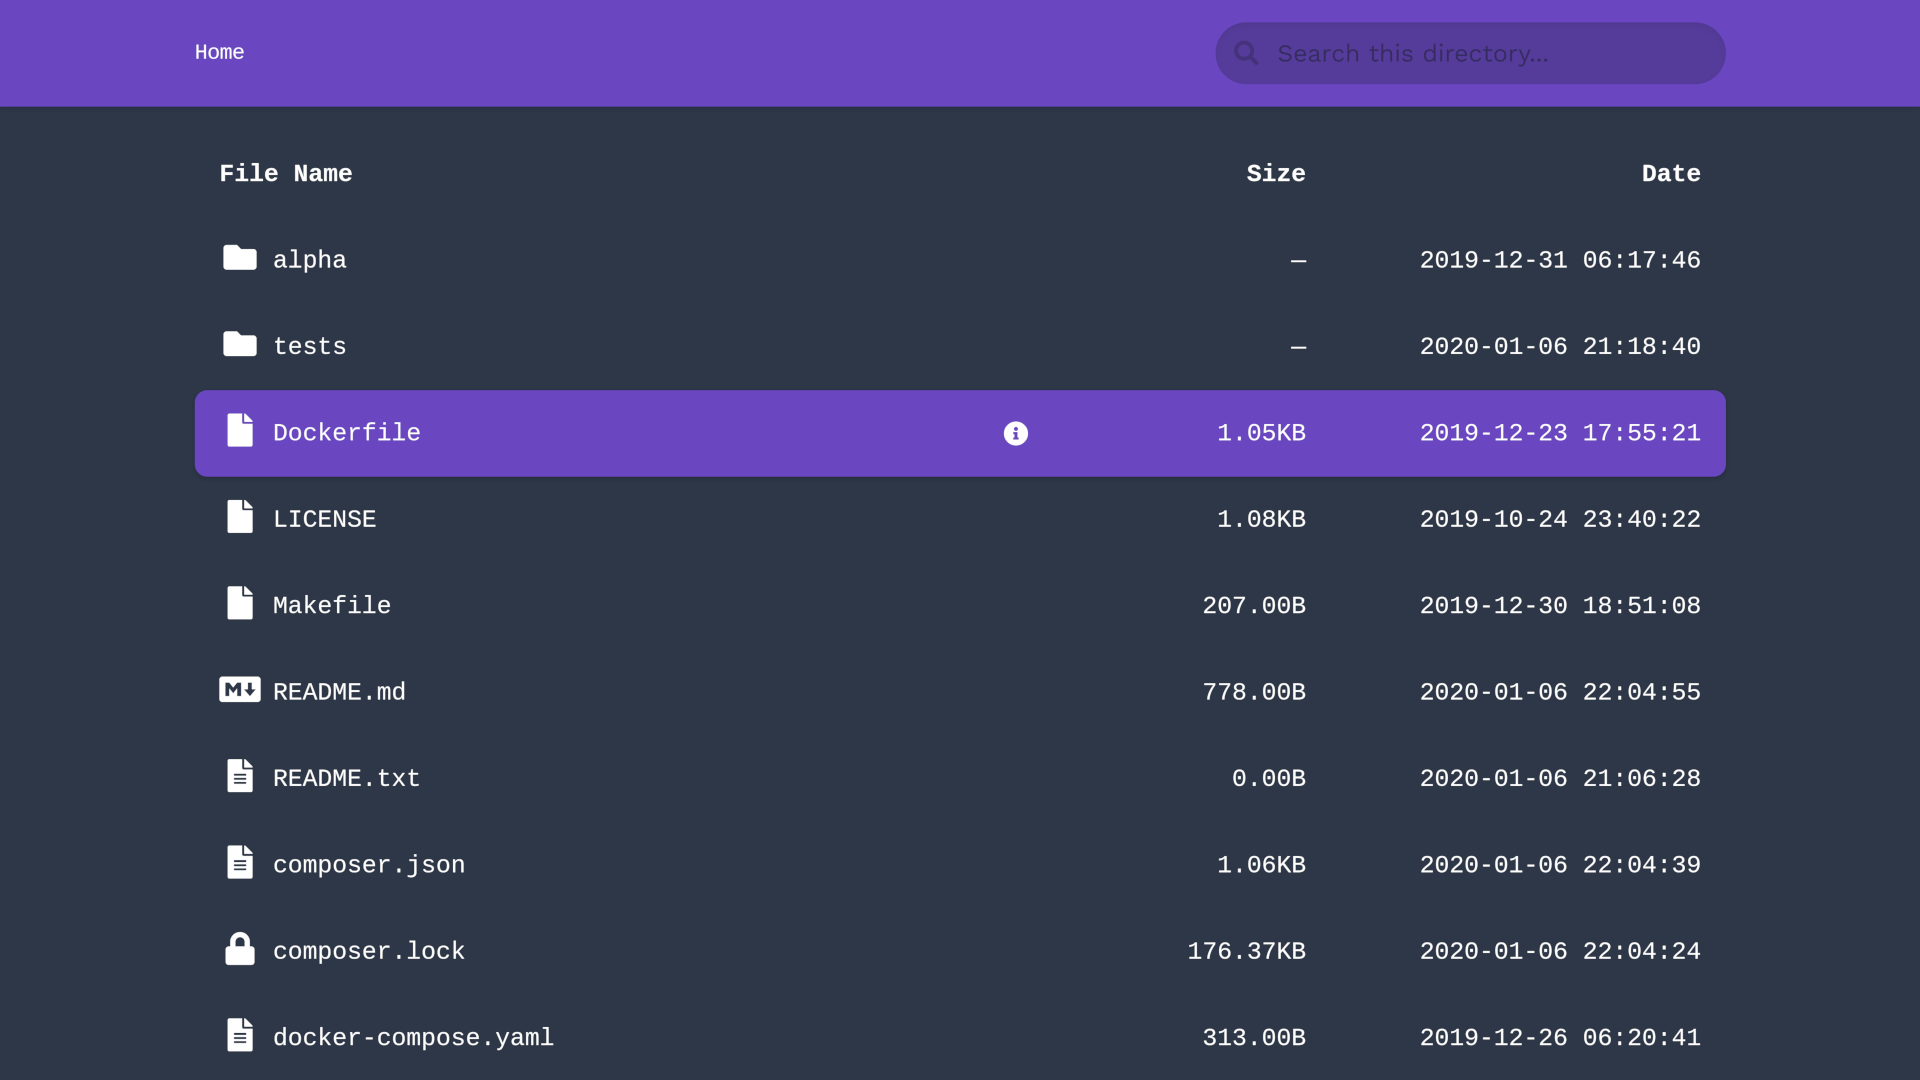 Home
Search this directory...
File Name Size Date
alpha — 2019-12-31 06:17:46
tests — 2020-01-06 21:18:40
Dockerfile 1.05KB 2019-12-23 17:55:21
LICENSE 1.08KB 2019-10-24 23:40:22
Makefile 207.00B 2019-12-30 18:51:08
README.md 778.00B 2020-01-06 22:04:55
README.txt 0.00B 2020-01-06 21:06:28
composer.json 1.06KB 2020-01-06 22:04:39
composer.lock 176.37KB 2020-01-06 22:04:24
docker-compose.yaml 313.00B 2019-12-26 06:20:41